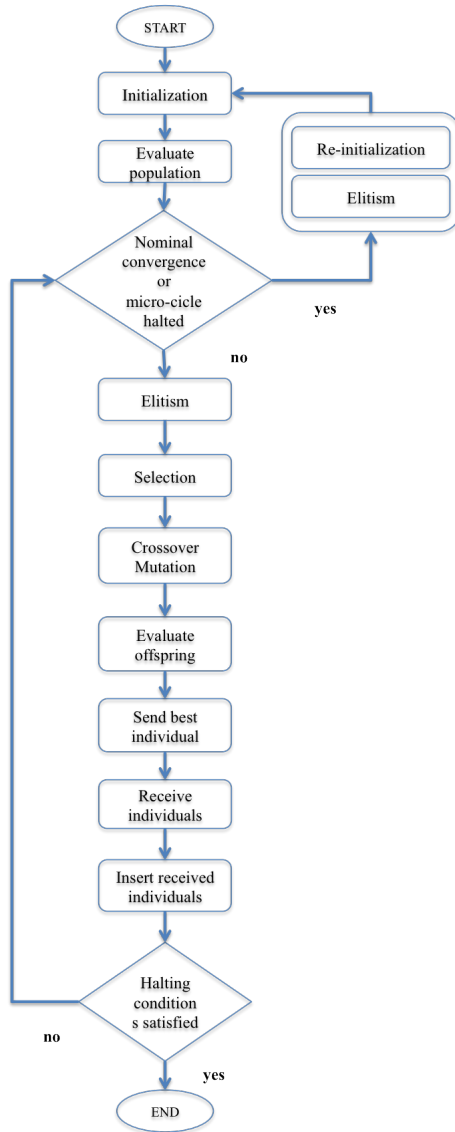 START
Initialization
Re-initialization
Evaluate
population
Elitism
Nominal
convergence
or
micro-cicle
halted
yes
no
Elitism
Selection
Crossover
Mutation
Evaluate
offspring
Send best
individual
Receive
individuals
Insert received
individuals
Halting
condition
s satisfied
no
yes
END